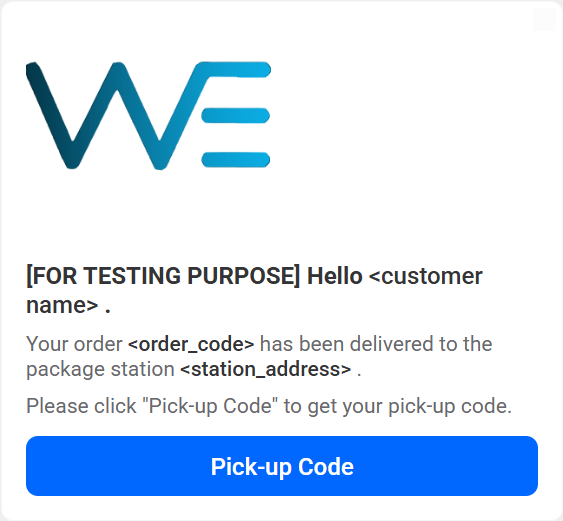 WE
[FOR TESTING PURPOSE] Hello <customer
name> .
Your order <order_code> has been delivered to the
package station <station_address> .
Please click "Pick-up Code" to get your pick-up code.
Pick-up Code